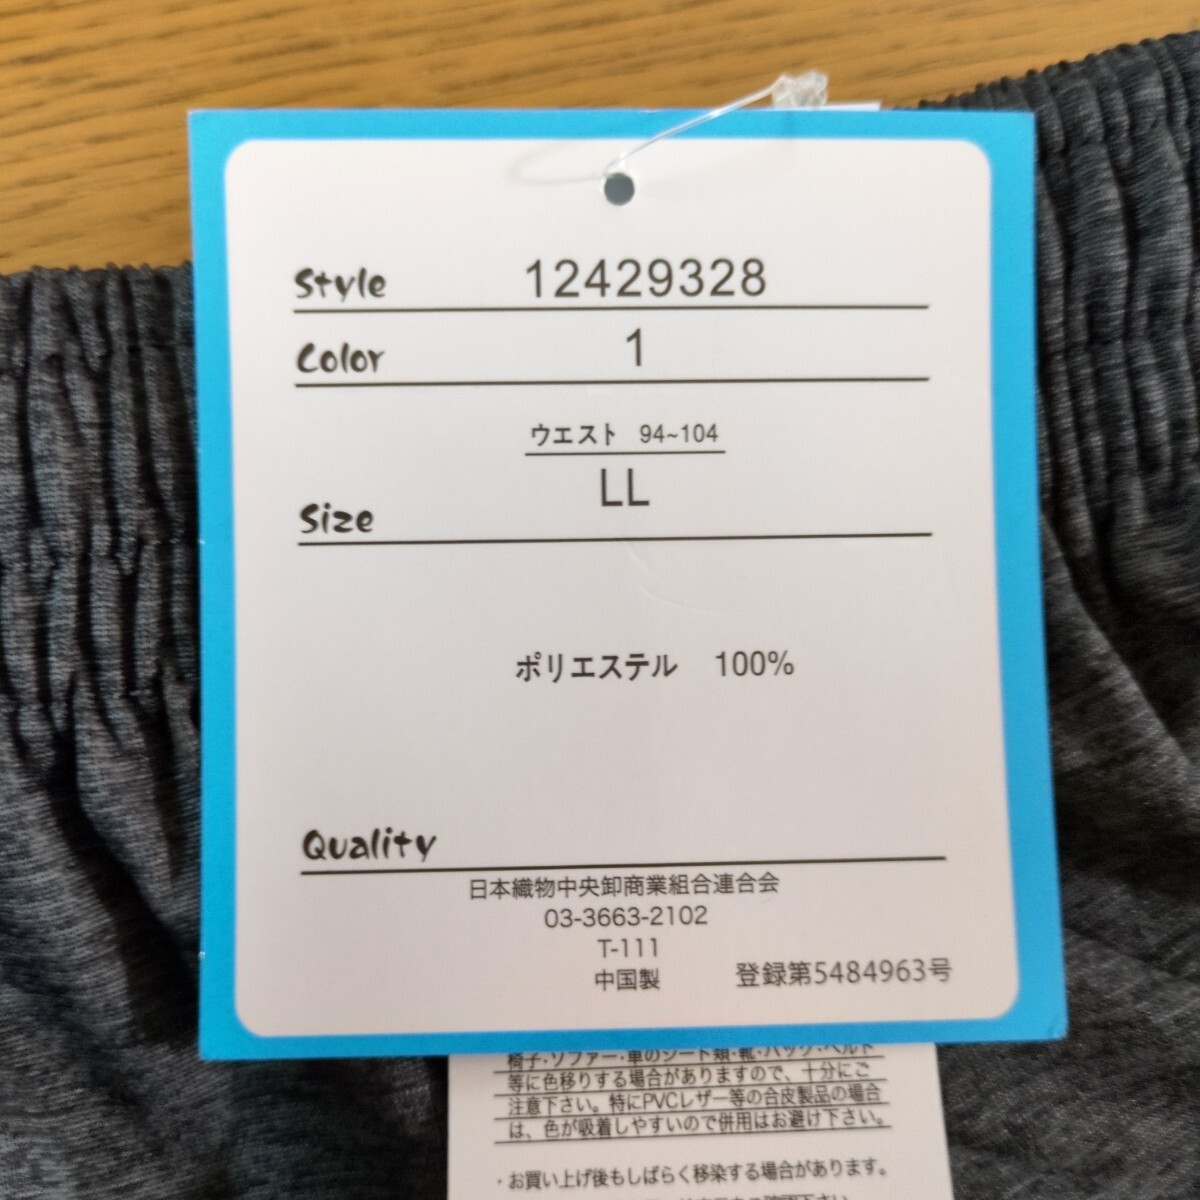 Style 12429328
Color 1
ウエスト 94~104
LL
Size
ポリエステル 100%
Quality
日本織物中央卸商業組合連合会
03-3663-2102
T-111
中国製 登録第5484963号
椅子・ソファー・車のシート類・靴・バッグ・ベルト
等に色移りする場合がありますので、十分にご
注意下さい。特にPVCレザー等の合皮製品の場合
は、色が吸着しやすいので併用はお避け下さい。
・お買い上げ後もしばらく移染する場合があります。